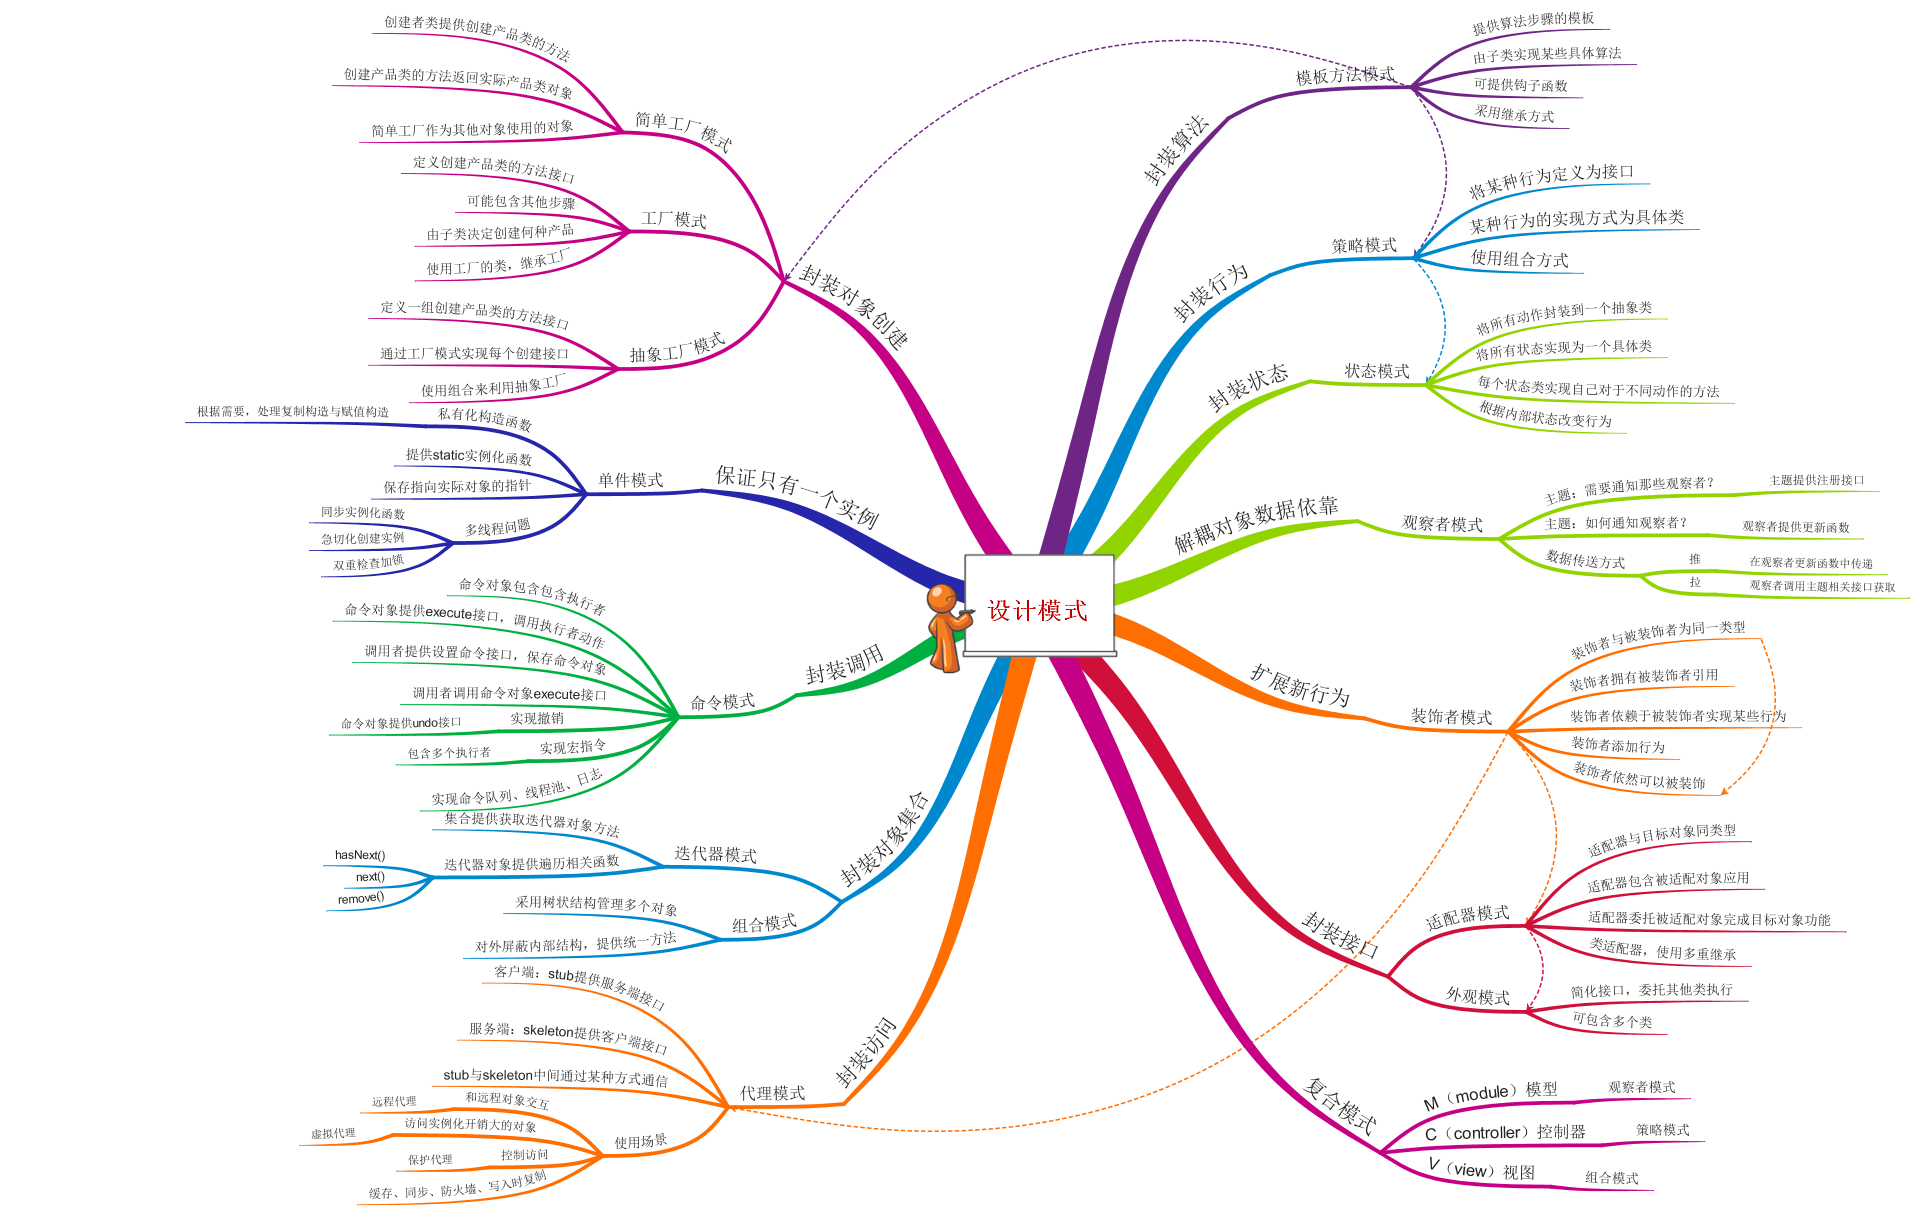 设计模式
封装算法
模板方法模式
提供算法步骤的模板
由子类实现某些具体算法
可提供钩子函数
采用继承方式
封装行为
策略模式
将某种行为定义为接口
某种行为的实现方式为具体类
使用组合方式
封装状态
状态模式
将所有动作封装到一个抽象类
将所有状态实现为一个具体类
每个状态类实现自己对于不同动作的方法
根据内部状态改变行为
解耦对象数据依靠
观察者模式
主题：需要通知那些观察者？
主题提供注册接口
主题：如何通知观察者？
观察者提供更新函数
数据传送方式
推
在观察者更新函数中传递
拉
观察者调用主题相关接口获取
扩展新行为
装饰者模式
装饰者与被装饰者为同一类型
装饰者拥有被装饰者引用
装饰者依赖于被装饰者实现某些行为
装饰者添加行为
装饰者依然可以被装饰
封装接口
适配器模式
适配器与目标对象同类型
适配器包含被适配对象应用
适配器委托被适配对象完成目标对象功能
类适配器，使用多重继承
外观模式
简化接口，委托其他类执行
可包含多个类
复合模式
M（module）模型
观察者模式
C（controller）控制器
策略模式
V（view）视图
组合模式
封装对象创建
简单工厂模式
创建者类提供创建产品类的方法
创建产品类的方法返回实际产品类对象
简单工厂作为其他对象使用的对象
工厂模式
定义创建产品类的方法接口
可能包含其他步骤
由子类决定创建何种产品
使用工厂的类，继承工厂
抽象工厂模式
定义一组创建产品类的方法接口
通过工厂模式实现每个创建接口
使用组合来利用抽象工厂
保证只有一个实例
单件模式
私有化构造函数
根据需要，处理复制构造与赋值构造
提供static实例化函数
保存指向实际对象的指针
多线程问题
同步实例化函数
急切化创建实例
双重检查加锁
封装调用
命令模式
命令对象包含包含执行者
命令对象提供execute接口，调用执行者动作
调用者提供设置命令接口，保存命令对象
调用者调用命令对象execute接口
实现撤销
命令对象提供undo接口
实现宏指令
包含多个执行者
实现命令队列、线程池、日志
封装对象集合
迭代器模式
集合提供获取迭代器对象方法
迭代器对象提供遍历相关函数
hasNext()
next()
remove()
组合模式
采用树状结构管理多个对象
对外屏蔽内部结构，提供统一方法
封装访问
代理模式
客户端：stub提供服务端接口
服务端：skeleton提供客户端接口
stub与skeleton中间通过某种方式通信
使用场景
和远程对象交互
远程代理
访问实例化开销大的对象
虚拟代理
控制访问
保护代理
缓存、同步、防火墙、写入时复制